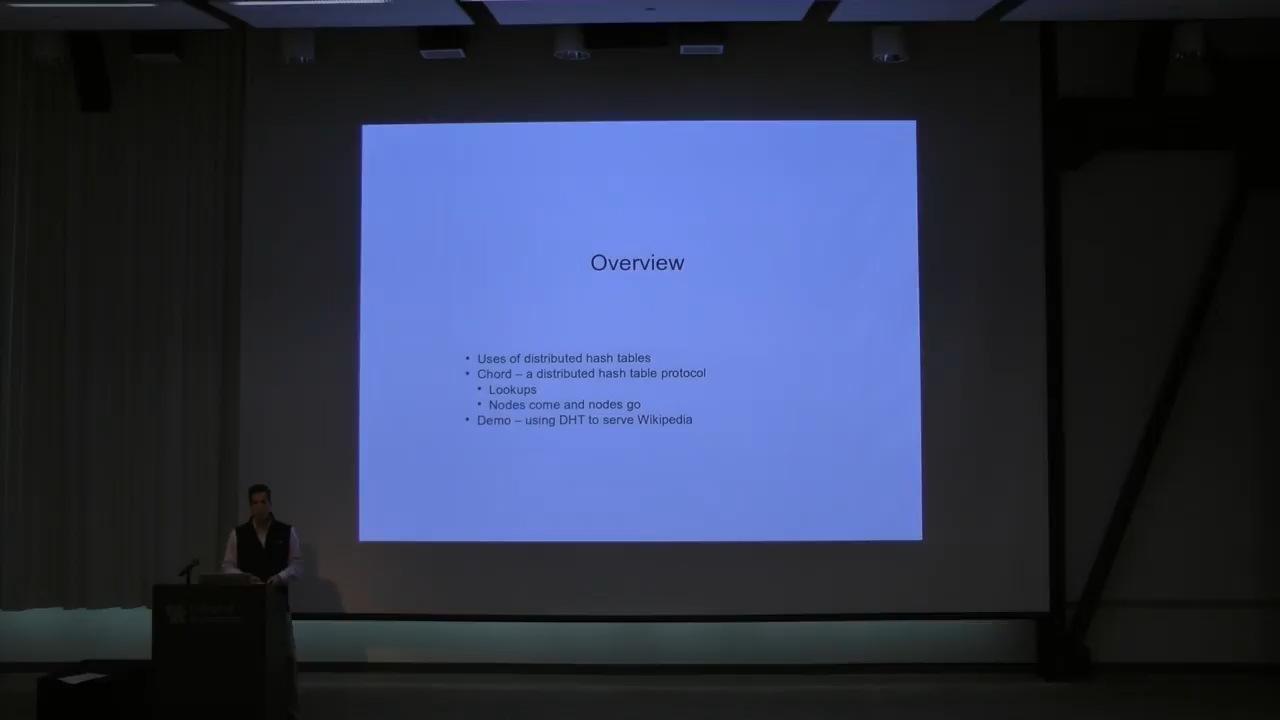 Overview
• Uses of distributed hash tables
• Chord – a distributed hash table protocol
• Lookups
• Nodes come and nodes go
• Demo – using DHT to serve Wikipedia